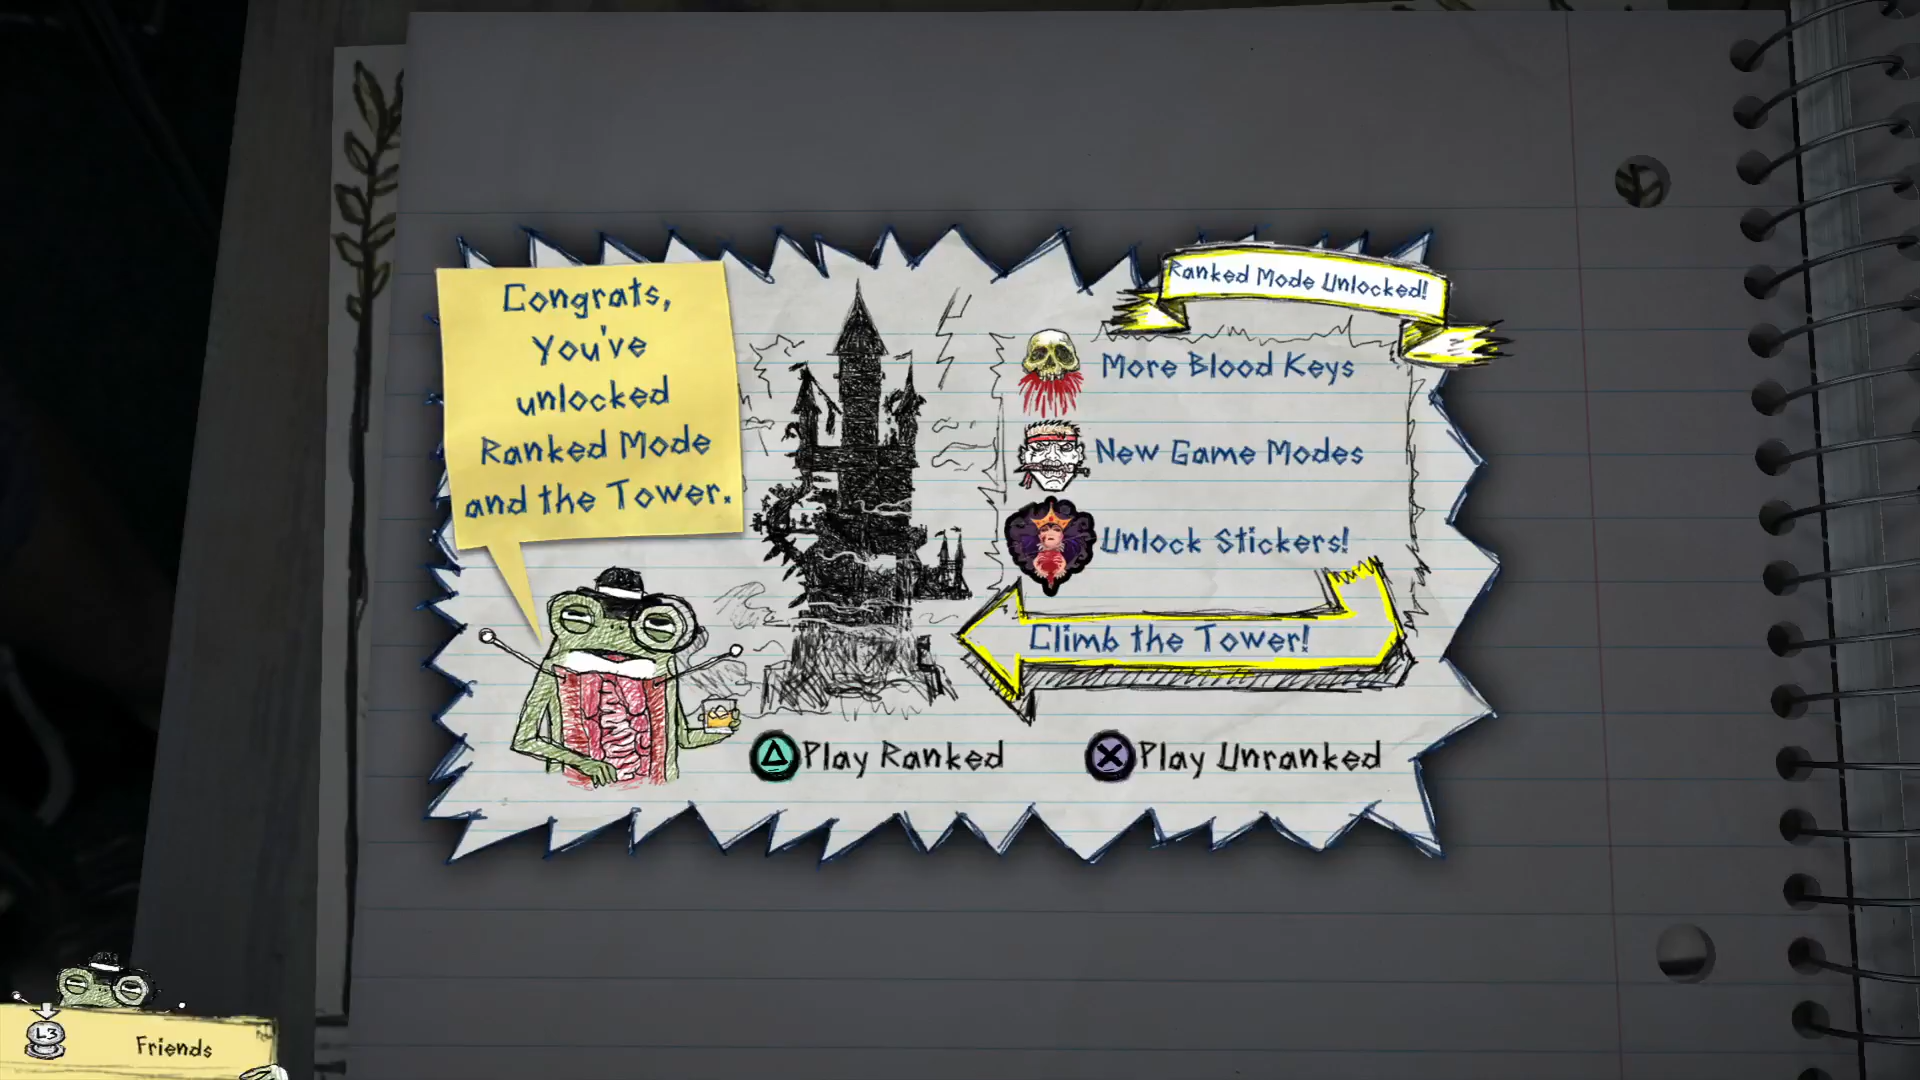 Congrats,
You've
unlocked
Ranked Mode
and the Tower.
Ranked Mode Unlocked!
More Blood Keys
New Game Modes
Unlock Stickers!
Climb the Tower!
Play Ranked
Play Unranked
L3
Friends